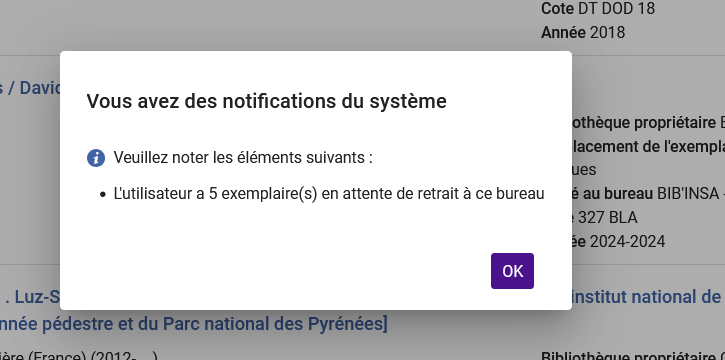 Cote DT DOD 18
Année 2018
s / David
Vous avez des notifications du système
othèque propriétaire
Veuillez noter les éléments suivants :
lacement de l'exempla
ues
• L'utilisateur a 5 exemplaire(s) en attente de retrait à ce bureau
é au bureau BIB'INSA -
e 327 BLA
ée 2024-2024
OK
. Luz-S
institut national de
nnée pédestre et du Parc national des Pyrénées]
ière (France) (2012-....)
Bibliothèque propriétaire